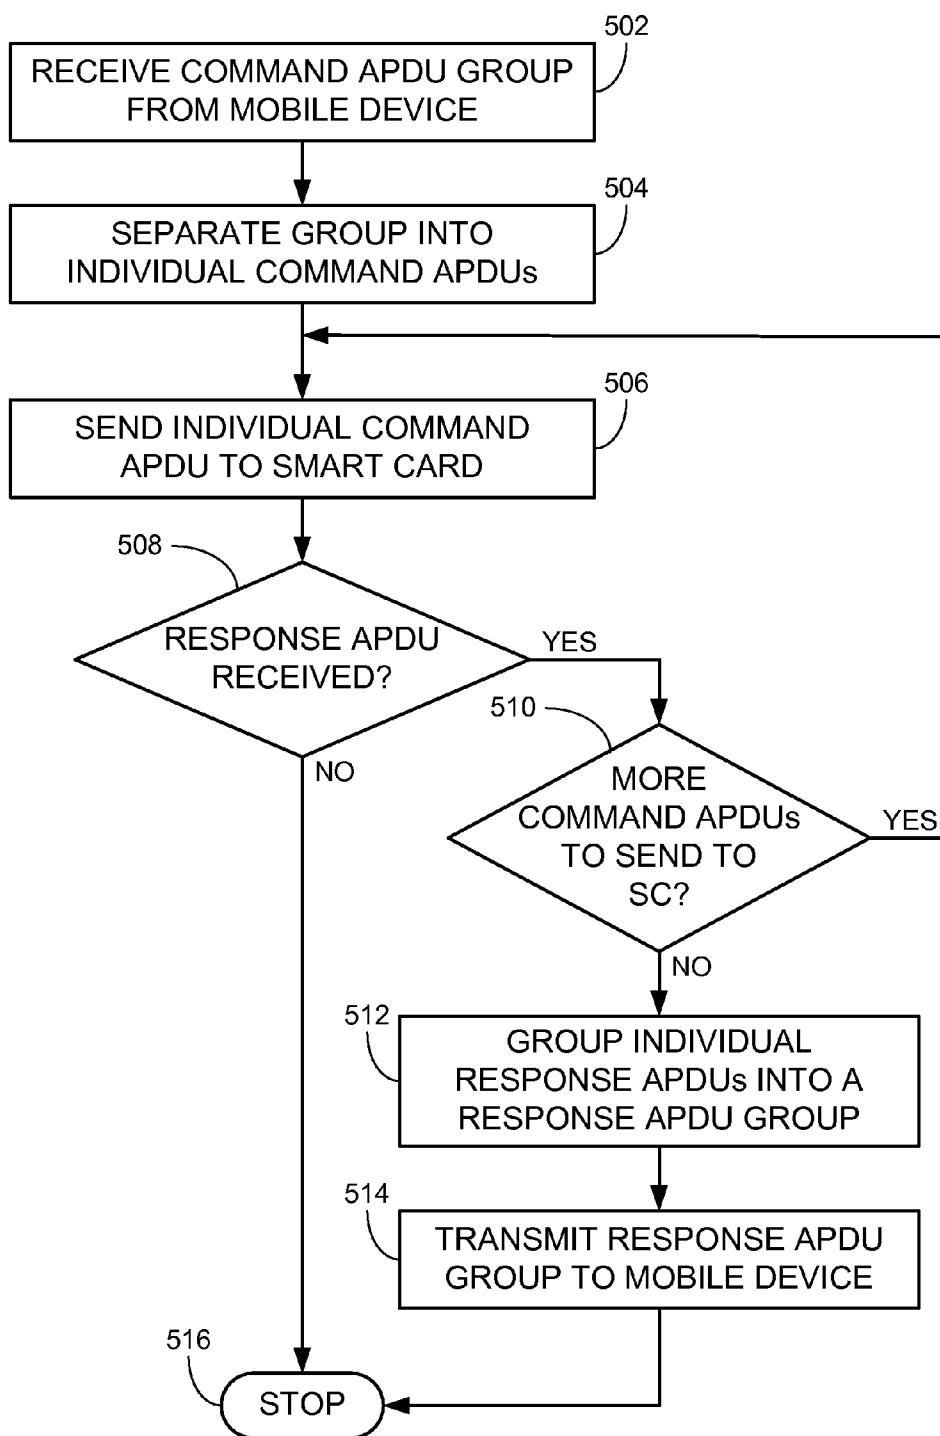 502
RECEIVE COMMAND APDU GROUP
FROM MOBILE DEVICE
504
SEPARATE GROUP INTO
INDIVIDUAL COMMAND APDUs
506
SEND INDIVIDUAL COMMAND
APDU TO SMART CARD
508
RESPONSE APDU
RECEIVED?
YES
NO
510
MORE
COMMAND APDUs
TO SEND TO
SC?
YES
NO
512
GROUP INDIVIDUAL
RESPONSE APDUs INTO A
RESPONSE APDU GROUP
514
TRANSMIT RESPONSE APDU
GROUP TO MOBILE DEVICE
516
STOP